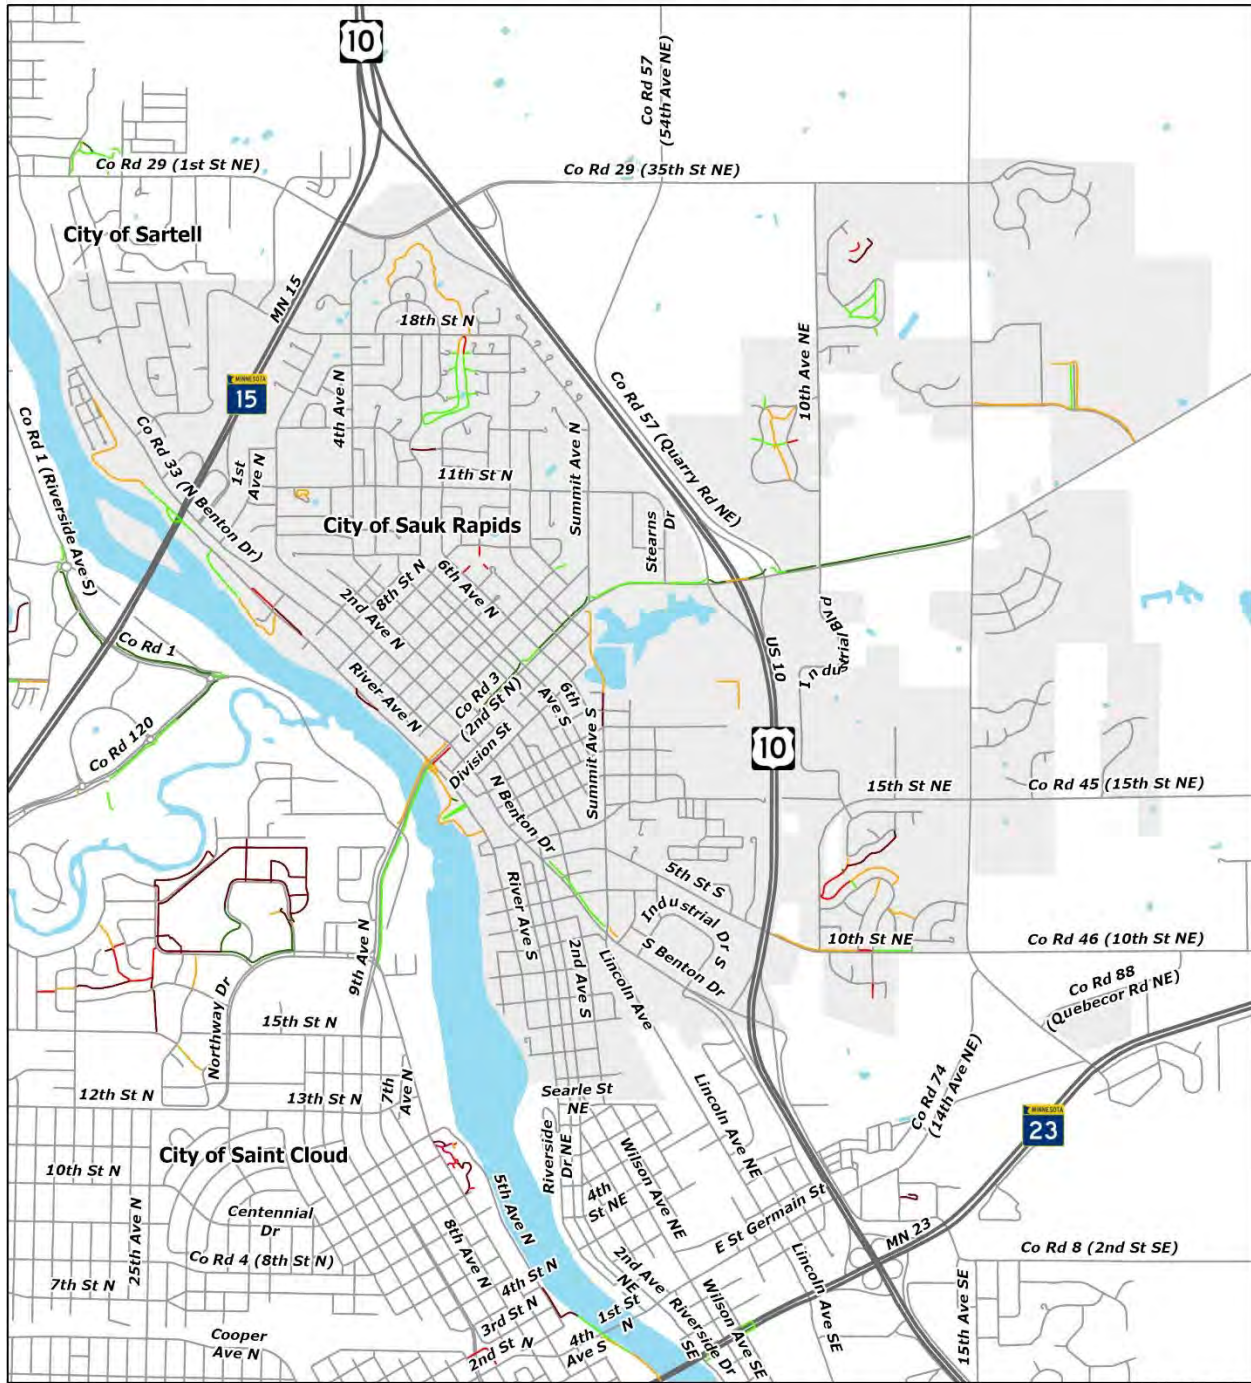 10
Co Rd 57
(54th Ave NE)
Co Rd 29 (1st St NE)
Co Rd 29 (35th St NE)
City of Sartell
MN 15
18th St N
10th Ave NE
MINNESOTA
15
4th Ave N
Co Rd 57 (Quarry Rd NE)
Co Rd 1 (Riverside Ave S)
Co Rd 33 (N Benton Dr)
1st
Ave N
11th St N
Summit Ave N
City of Sauk Rapids
Stearns
Dr
8th St N
6th Ave N
2nd Ave N
Industrial Blvd
US 10
Co Rd 1
River Ave N
Co Rd 3
(2nd St N)
6th
Ave S
Co Rd 120
Division St
Summit Ave S
10
N Benton Dr
15th St NE
Co Rd 45 (15th St NE)
5th St S
River Ave S
Industrial Dr S
9th Ave N
2nd Ave S
S Benton Dr
10th St NE
Co Rd 46 (10th St NE)
Lincoln Ave
Co Rd 88
(Quebecor Rd NE)
Northway Dr
15th St N
12th St N
13th St N
7th
Ave N
Searle St
NE
Lincoln Ave NE
Co Rd 74
(14th Ave NE)
MINNESOTA
23
City of Saint Cloud
10th St N
Riverside
Dr NE
Wilson Ave NE
4th
St NE
5th Ave N
25th Ave N
Centennial
Dr
8th Ave N
E St Germain St
MN 23
Co Rd 4 (8th St N)
Co Rd 8 (2nd St SE)
7th St N
4th St N
2nd Ave
NE
Lincoln Ave SE
3rd St N
1st St
N
Riverside Dr
SE
Wilson Ave SE
15th Ave SE
Cooper
Ave N
2nd St N
4th
Ave S